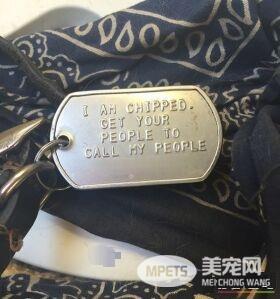 I AM CHIPPED.
GET YOUR
PEOPLE TO
CALL MY PEOPLE
MPETS 美宠网
MEI CHONG WANG